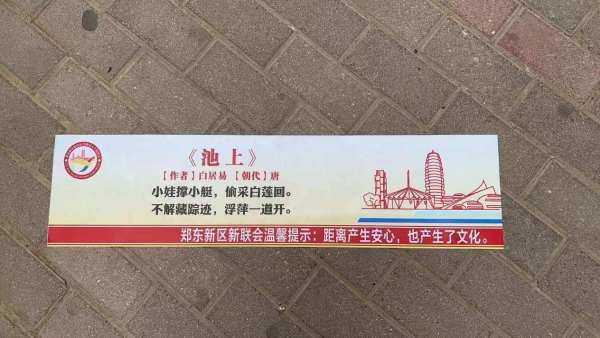 《池上》
【作者】白居易 【朝代】唐
小娃撑小艇，偷采白莲回。
不解藏踪迹，浮萍一道开。
郑东新区新联会温馨提示：距离产生安心，也产生了文化。